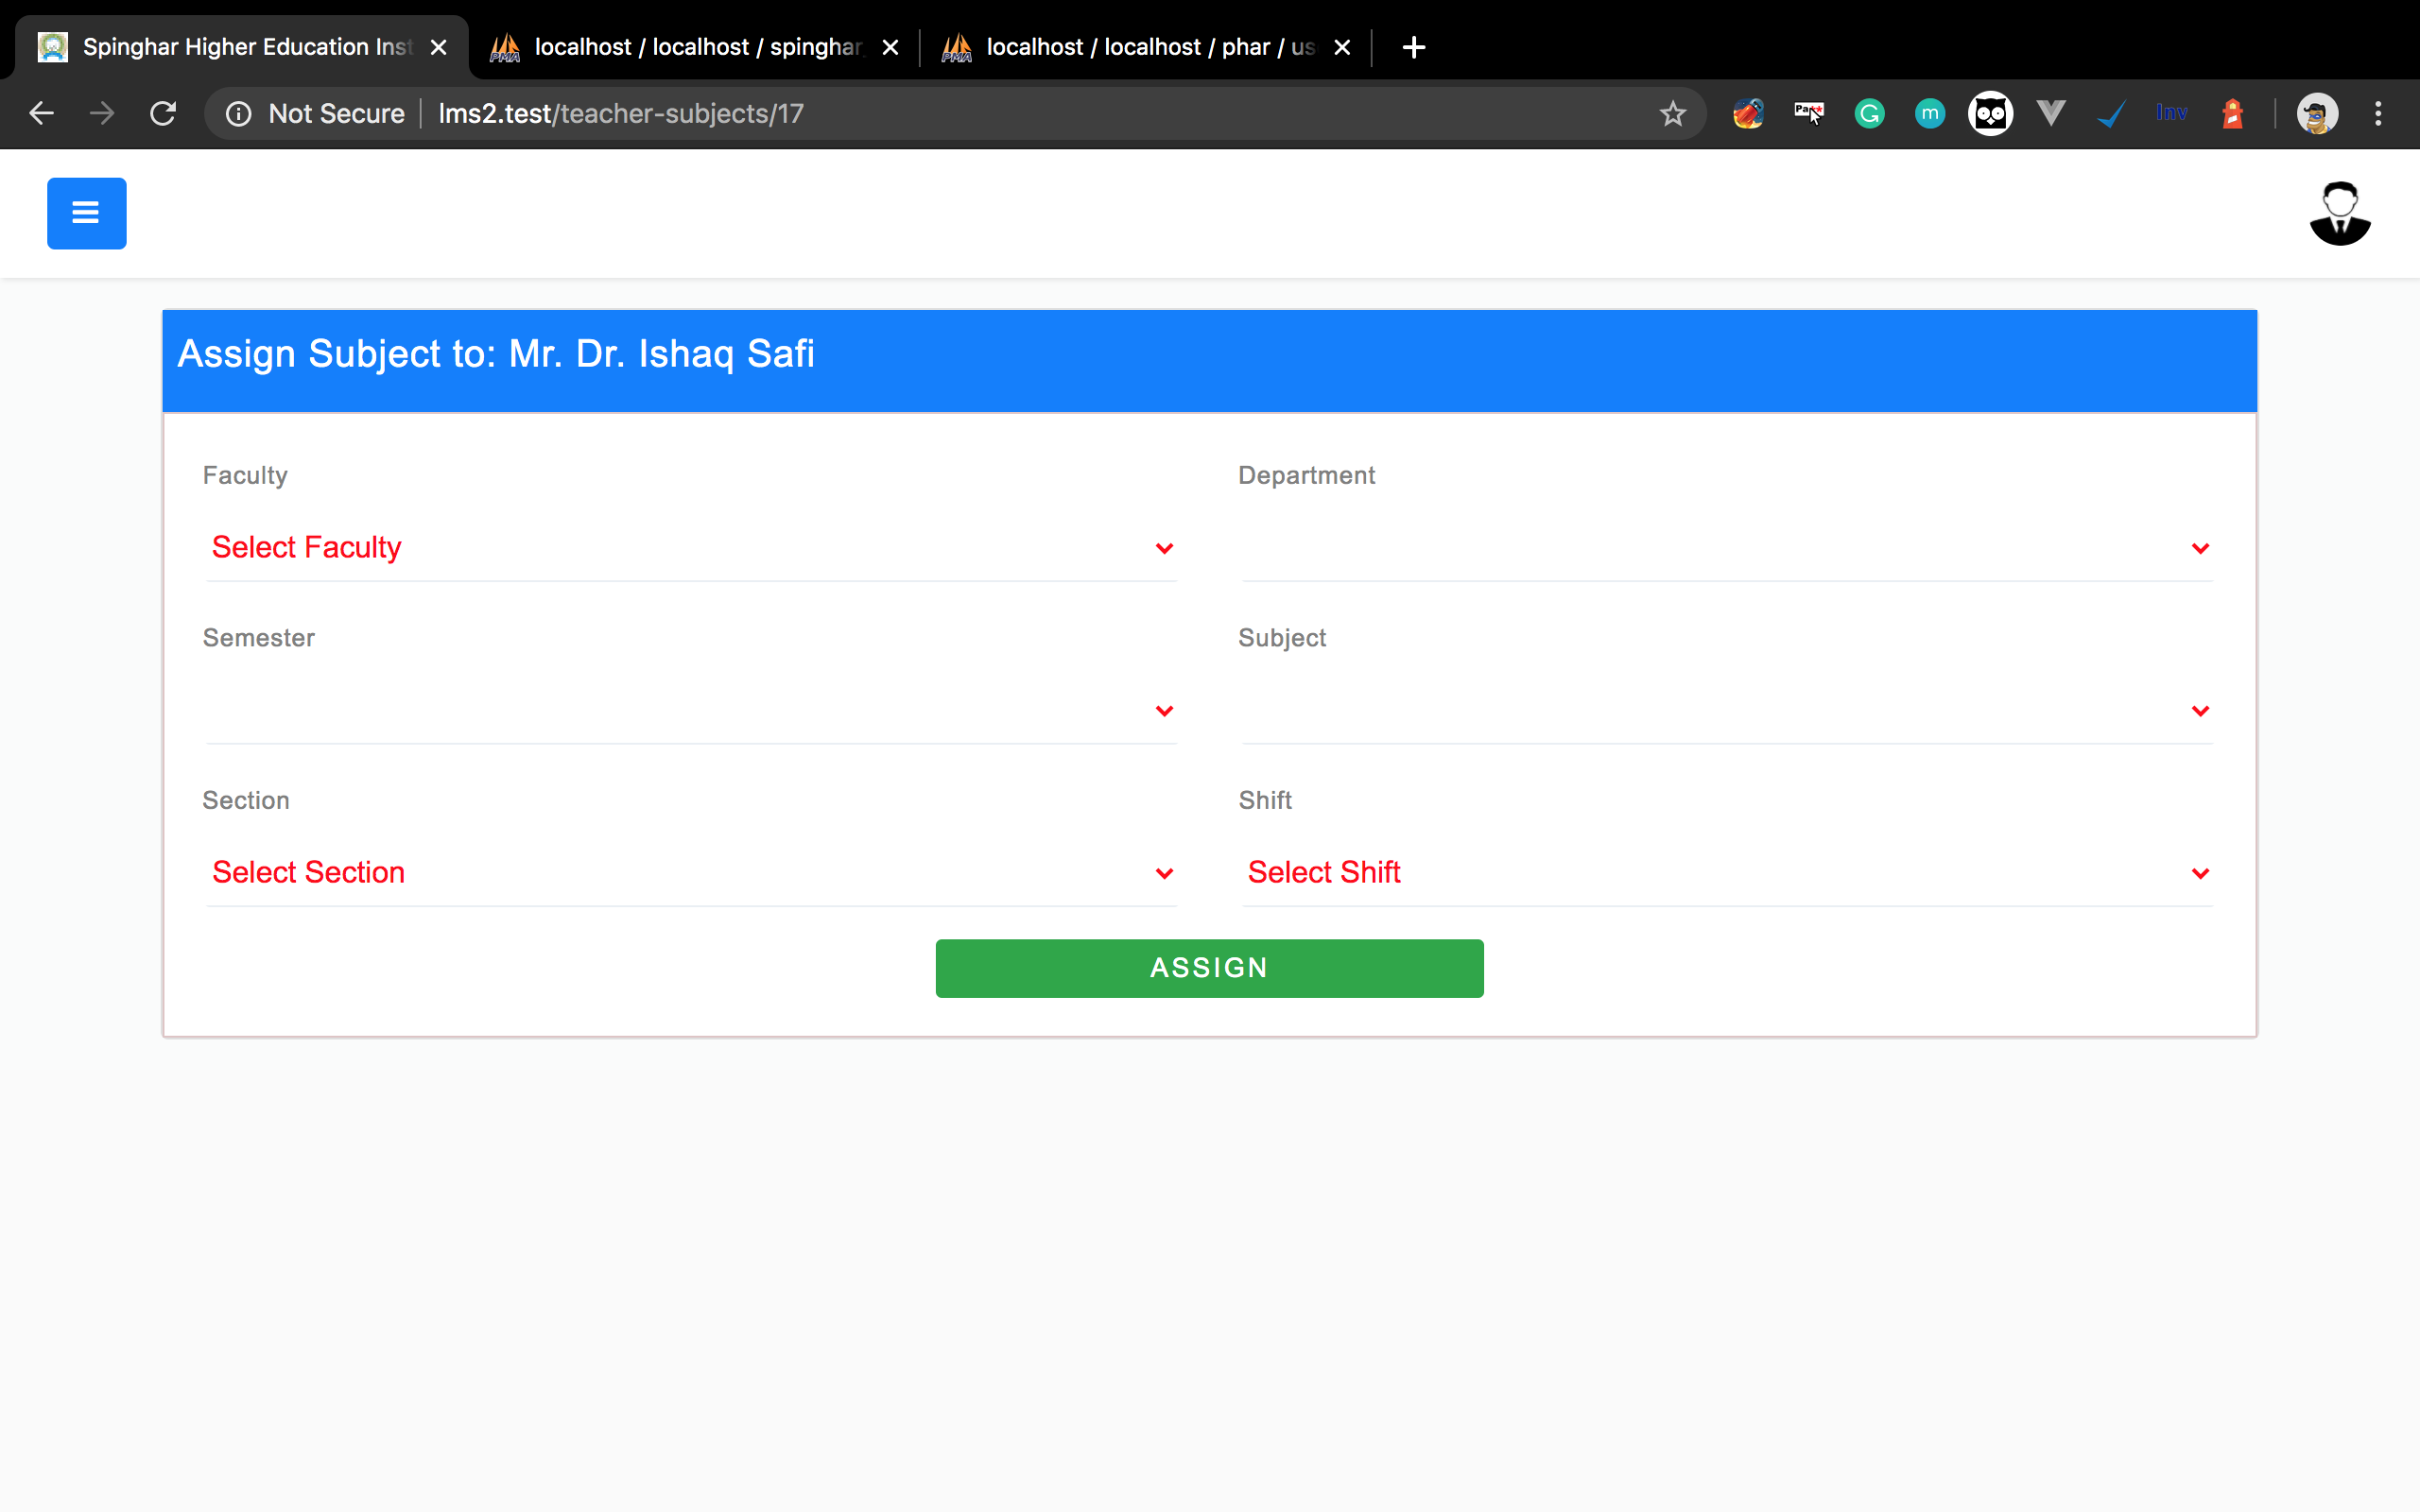 Spinghar Higher Education Inst
localhost / localhost / spinghar
localhost / localhost / phar / us
Not Secure
lms2.test/teacher-subjects/17
PMA
PMA
G
m
Inv
Assign Subject to: Mr. Dr. Ishaq Safi
Faculty
Department
Select Faculty
Semester
Subject
Section
Shift
Select Section
Select Shift
ASSIGN